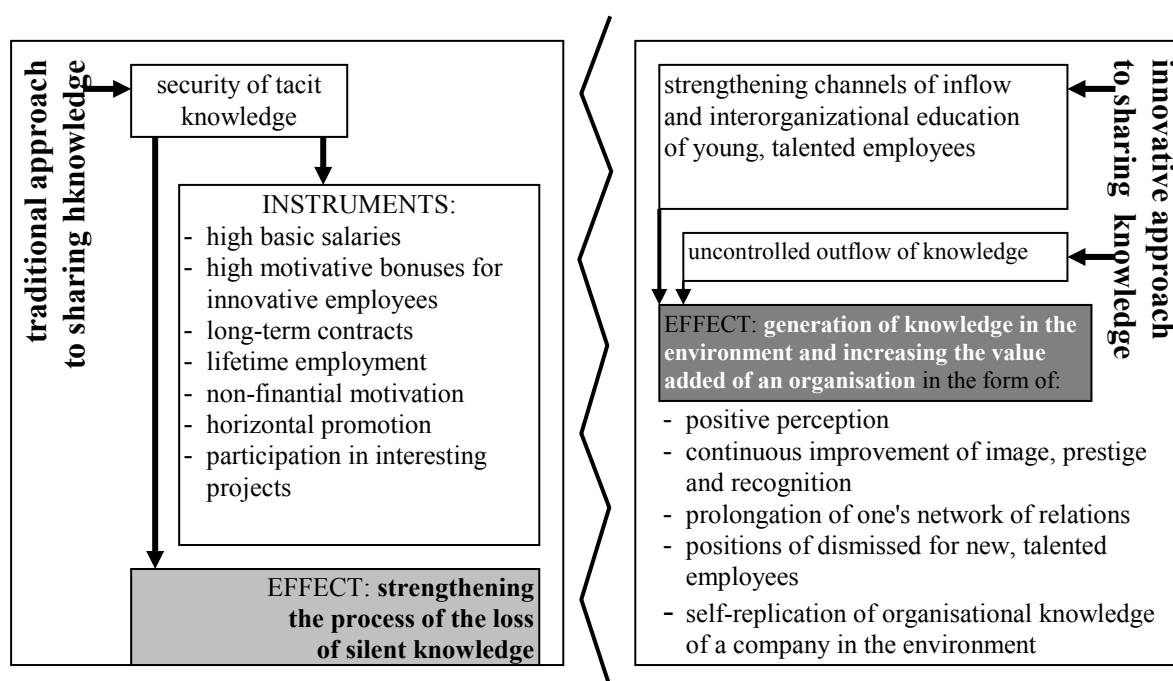 traditional approach
to sharing hknowledge
security of tacit
knowledge
INSTRUMENTS:
- high basic salaries
- high motivative bonuses for
innovative employees
- long-term contracts
- lifetime employment
- non-finantial motivation
- horizontal promotion
- participation in interesting
projects
EFFECT: strengthening
the process of the loss
of silent knowledge
innovative approach
to sharing knowledge
strengthening channels of inflow
and interorganizational education
of young, talented employees
uncontrolled outflow of knowledge
EFFECT: generation of knowledge in the
environment and increasing the value
added of an organisation in the form of:
- positive perception
- continuous improvement of image, prestige
and recognition
- prolongation of one's network of relations
- positions of dismissed for new, talented
employees
- self-replication of organisational knowledge
of a company in the environment